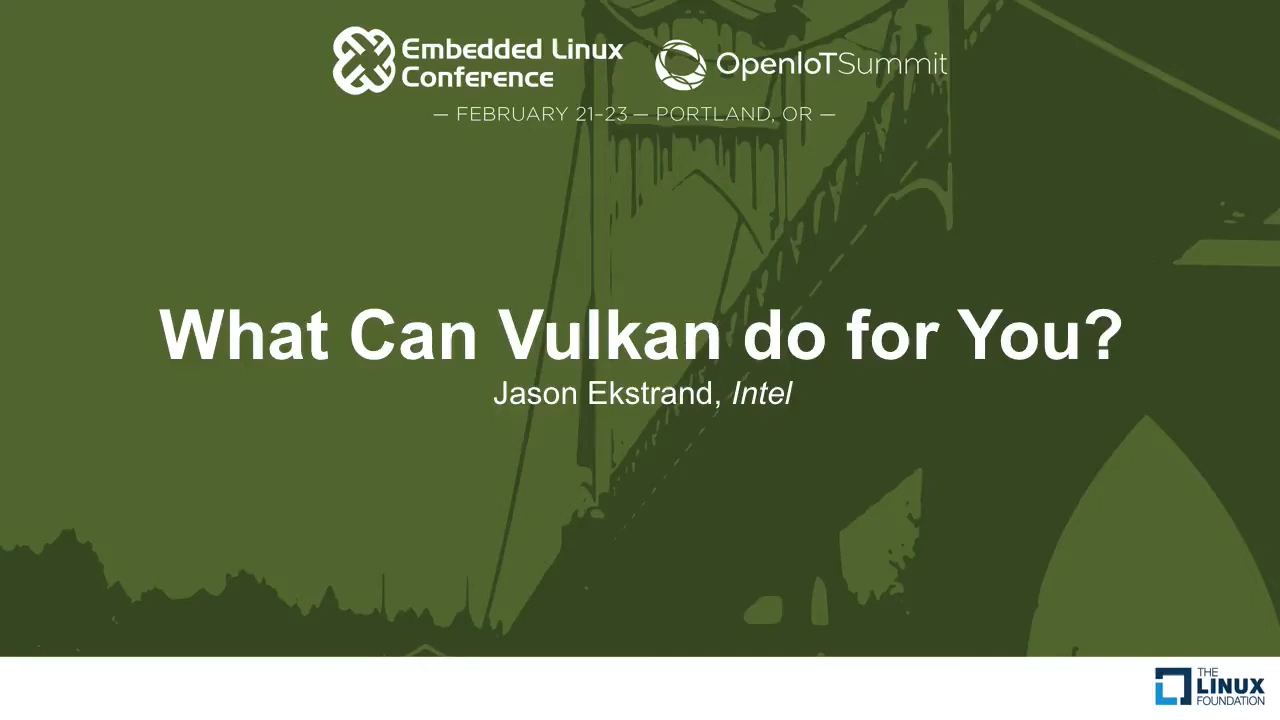 Embedded Linux
Conference
OpenIoTSummit
— FEBRUARY 21–23 — PORTLAND, OR —
What Can Vulkan do for You?
Jason Ekstrand, Intel
THE
LINUX
FOUNDATION